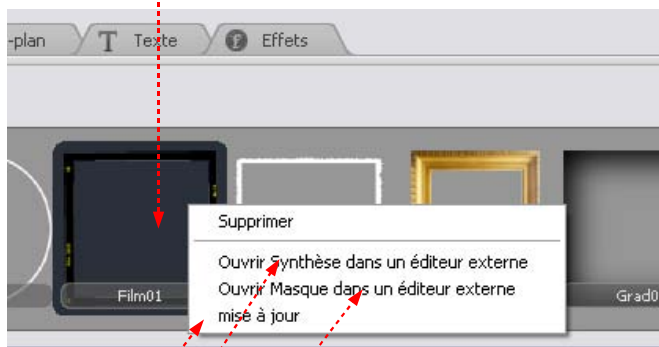 -plan
T Texte
Effets
Supprimer
Ouvrir Synthèse dans un éditeur externe
Ouvrir Masque dans un éditeur externe
mise à jour
Film01
Grad0